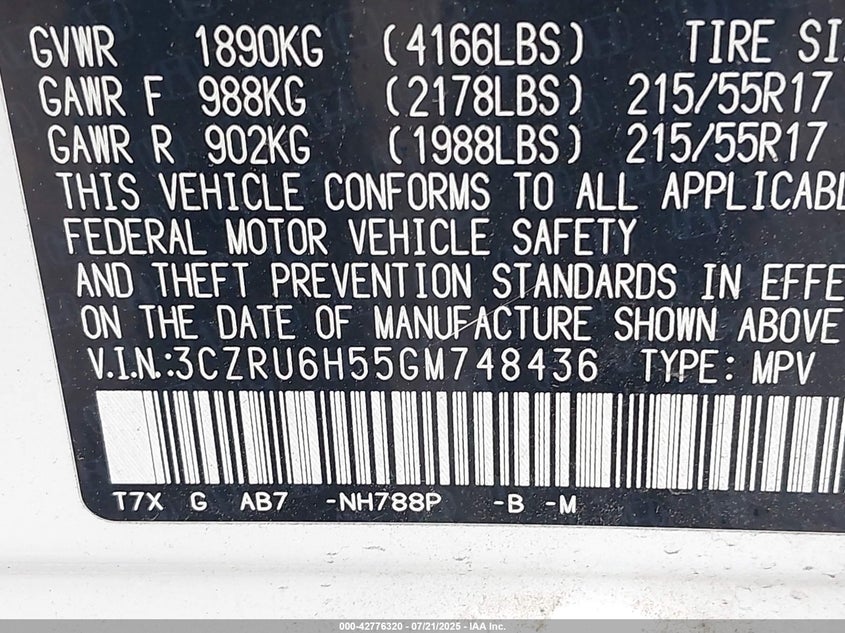 GVWR 1890KG (4166LBS) TIRE SI
GAWR F 988KG (2178LBS) 215/55R17
GAWR R 902KG (1988LBS) 215/55R17
THIS VEHICLE CONFORMS TO ALL APPLICABL
FEDERAL MOTOR VEHICLE SAFETY
AND THEFT PREVENTION STANDARDS IN EFFE
ON THE DATE OF MANUFACTURE SHOWN ABOVE
V.I.N.:3CZRU6H55GM748436 TYPE: MPV
T7X G AB7 -NH788P -B -M
000-42776320 - 07/21/2025 - IAA Inc.